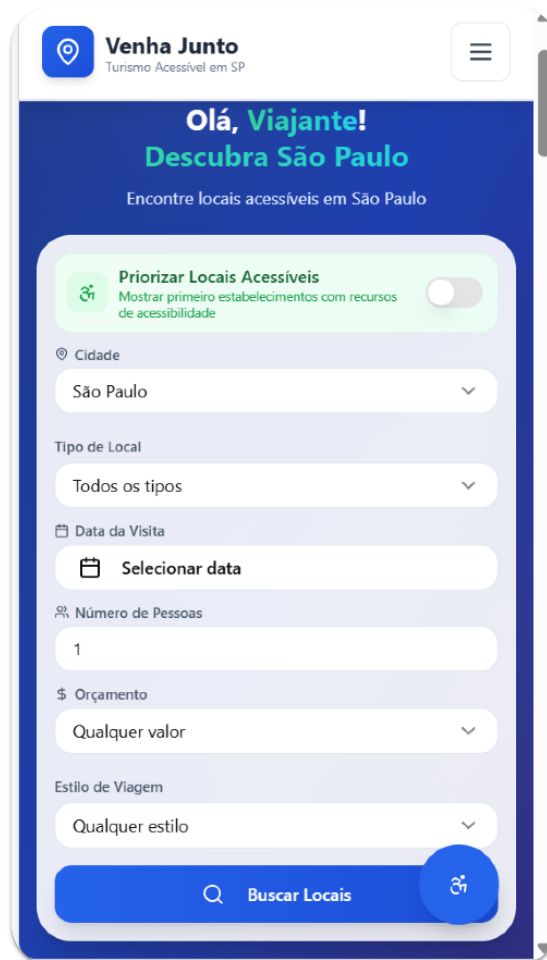 Venha Junto
Turismo Acessível em SP
Olá, Viajante!
Descubra São Paulo
Encontre locais acessíveis em São Paulo
Priorizar Locais Acessíveis
Mostrar primeiro estabelecimentos com recursos
de acessibilidade
Cidade
São Paulo
Tipo de Local
Todos os tipos
Data da Visita
Selecionar data
Número de Pessoas
1
$ Orçamento
Qualquer valor
Estilo de Viagem
Qualquer estilo
Buscar Locais